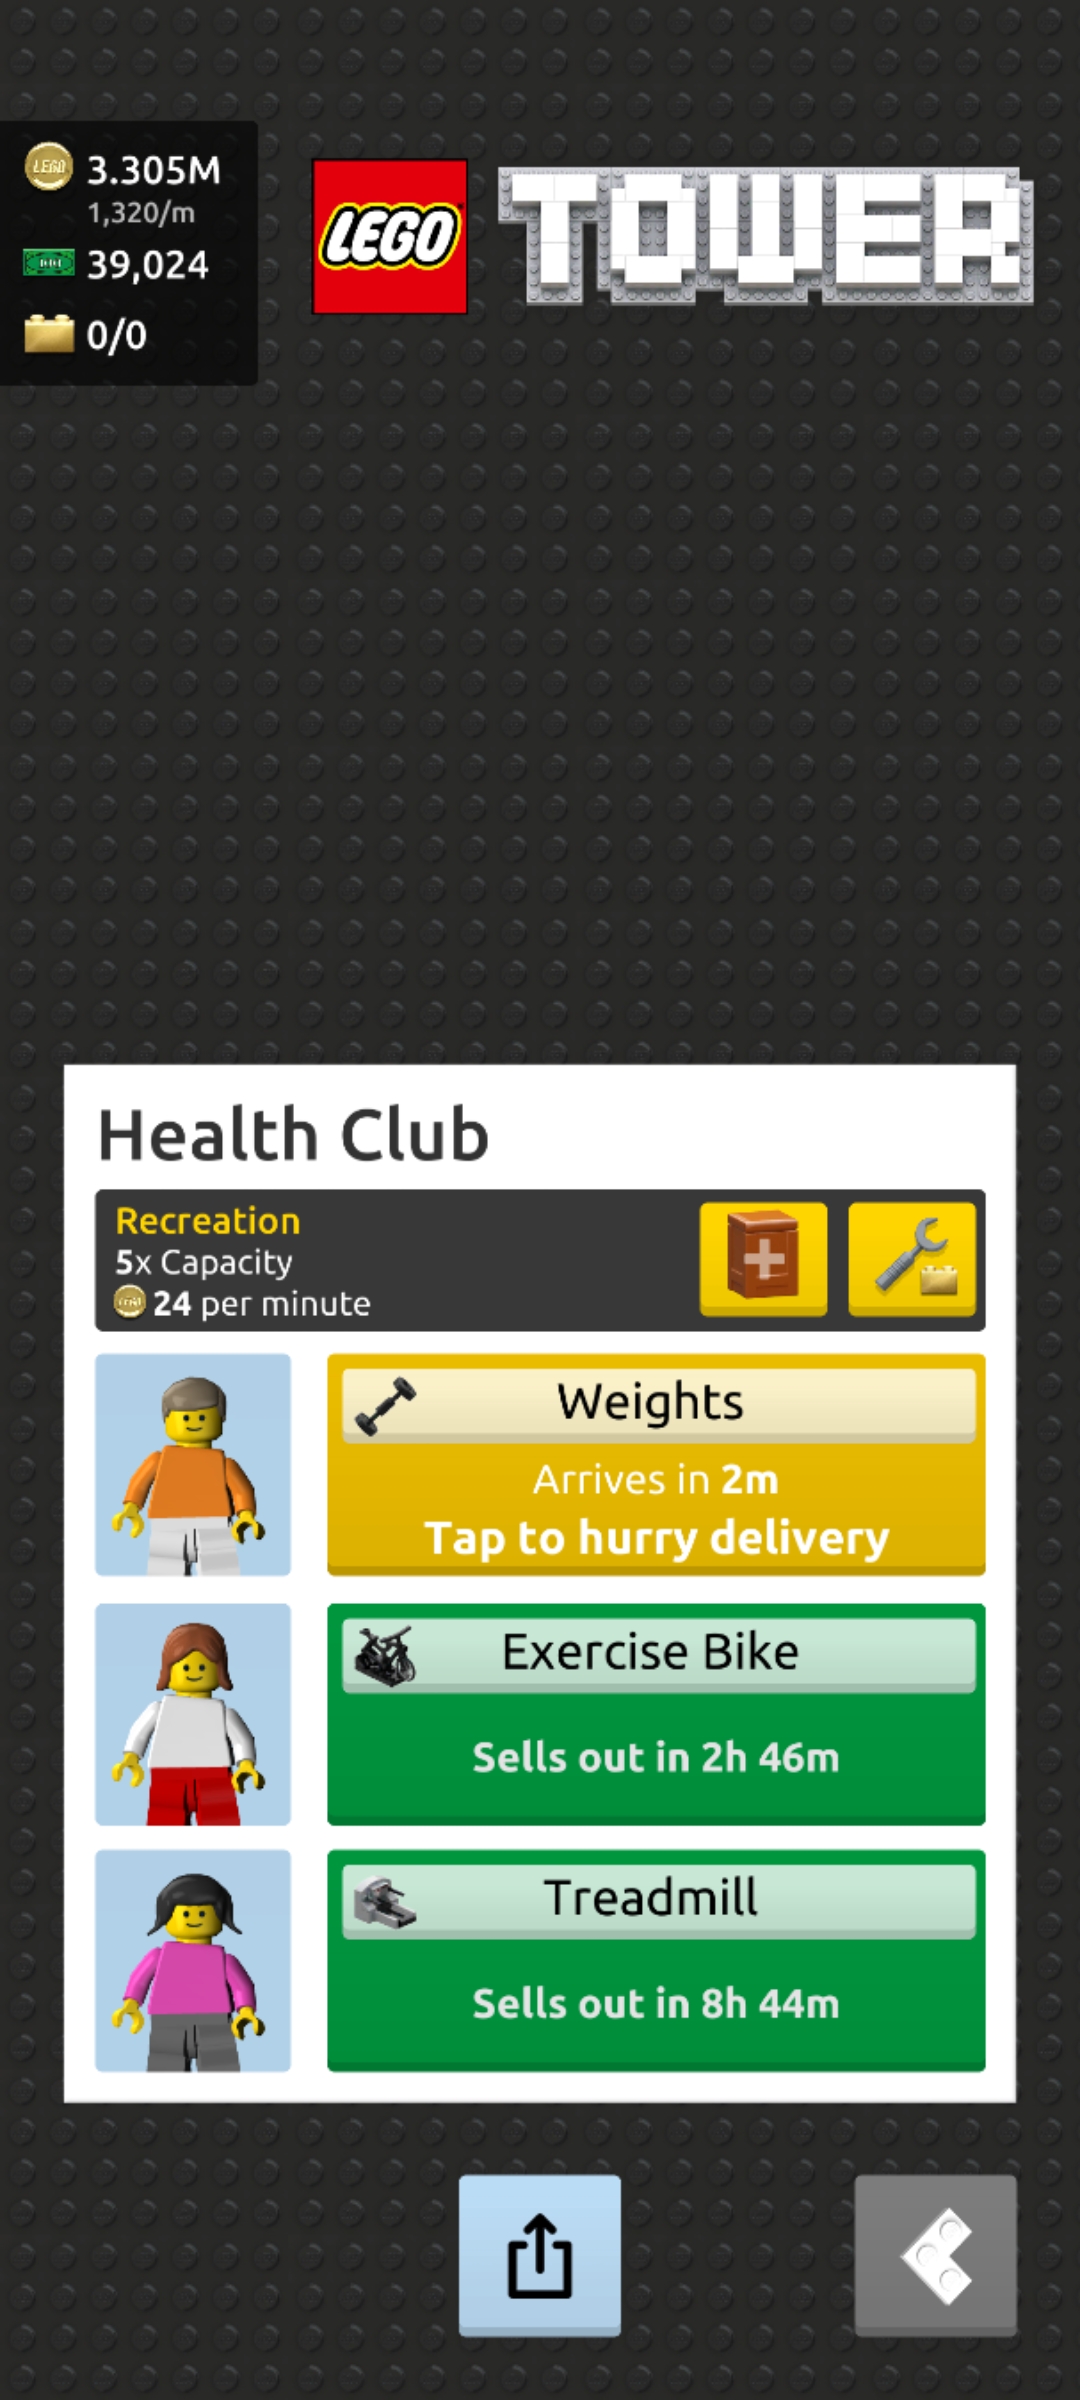 3.305M
1,320/m
39,024
0/0
LEGO TOWER
Health Club
Recreation
5x Capacity
24 per minute
Weights
Arrives in 2m
Tap to hurry delivery
Exercise Bike
Sells out in 2h 46m
Treadmill
Sells out in 8h 44m